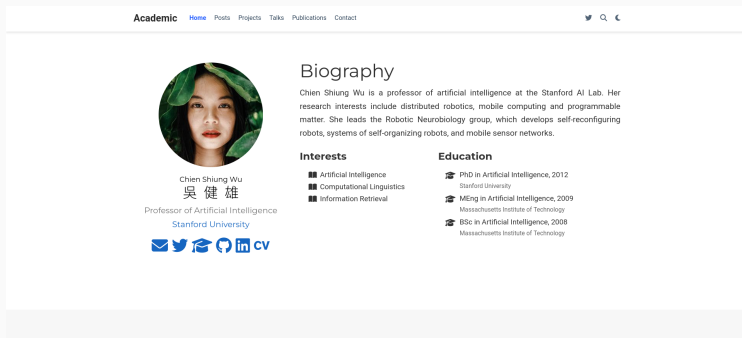 Academic Home Posts Projects Talks Publications Contact
Chien Shiung Wu
吳健雄
Professor of Artificial Intelligence
Stanford University
CV
Biography
Chien Shiung Wu is a professor of artificial intelligence at the Stanford AI Lab. Her
research interests include distributed robotics, mobile computing and programmable
matter. She leads the Robotic Neurobiology group, which develops self-reconfiguring
robots, systems of self-organizing robots, and mobile sensor networks.
Interests
Artificial Intelligence
Computational Linguistics
Information Retrieval
Education
PhD in Artificial Intelligence, 2012
Stanford University
MEng in Artificial Intelligence, 2009
Massachusetts Institute of Technology
BSc in Artificial Intelligence, 2008
Massachusetts Institute of Technology